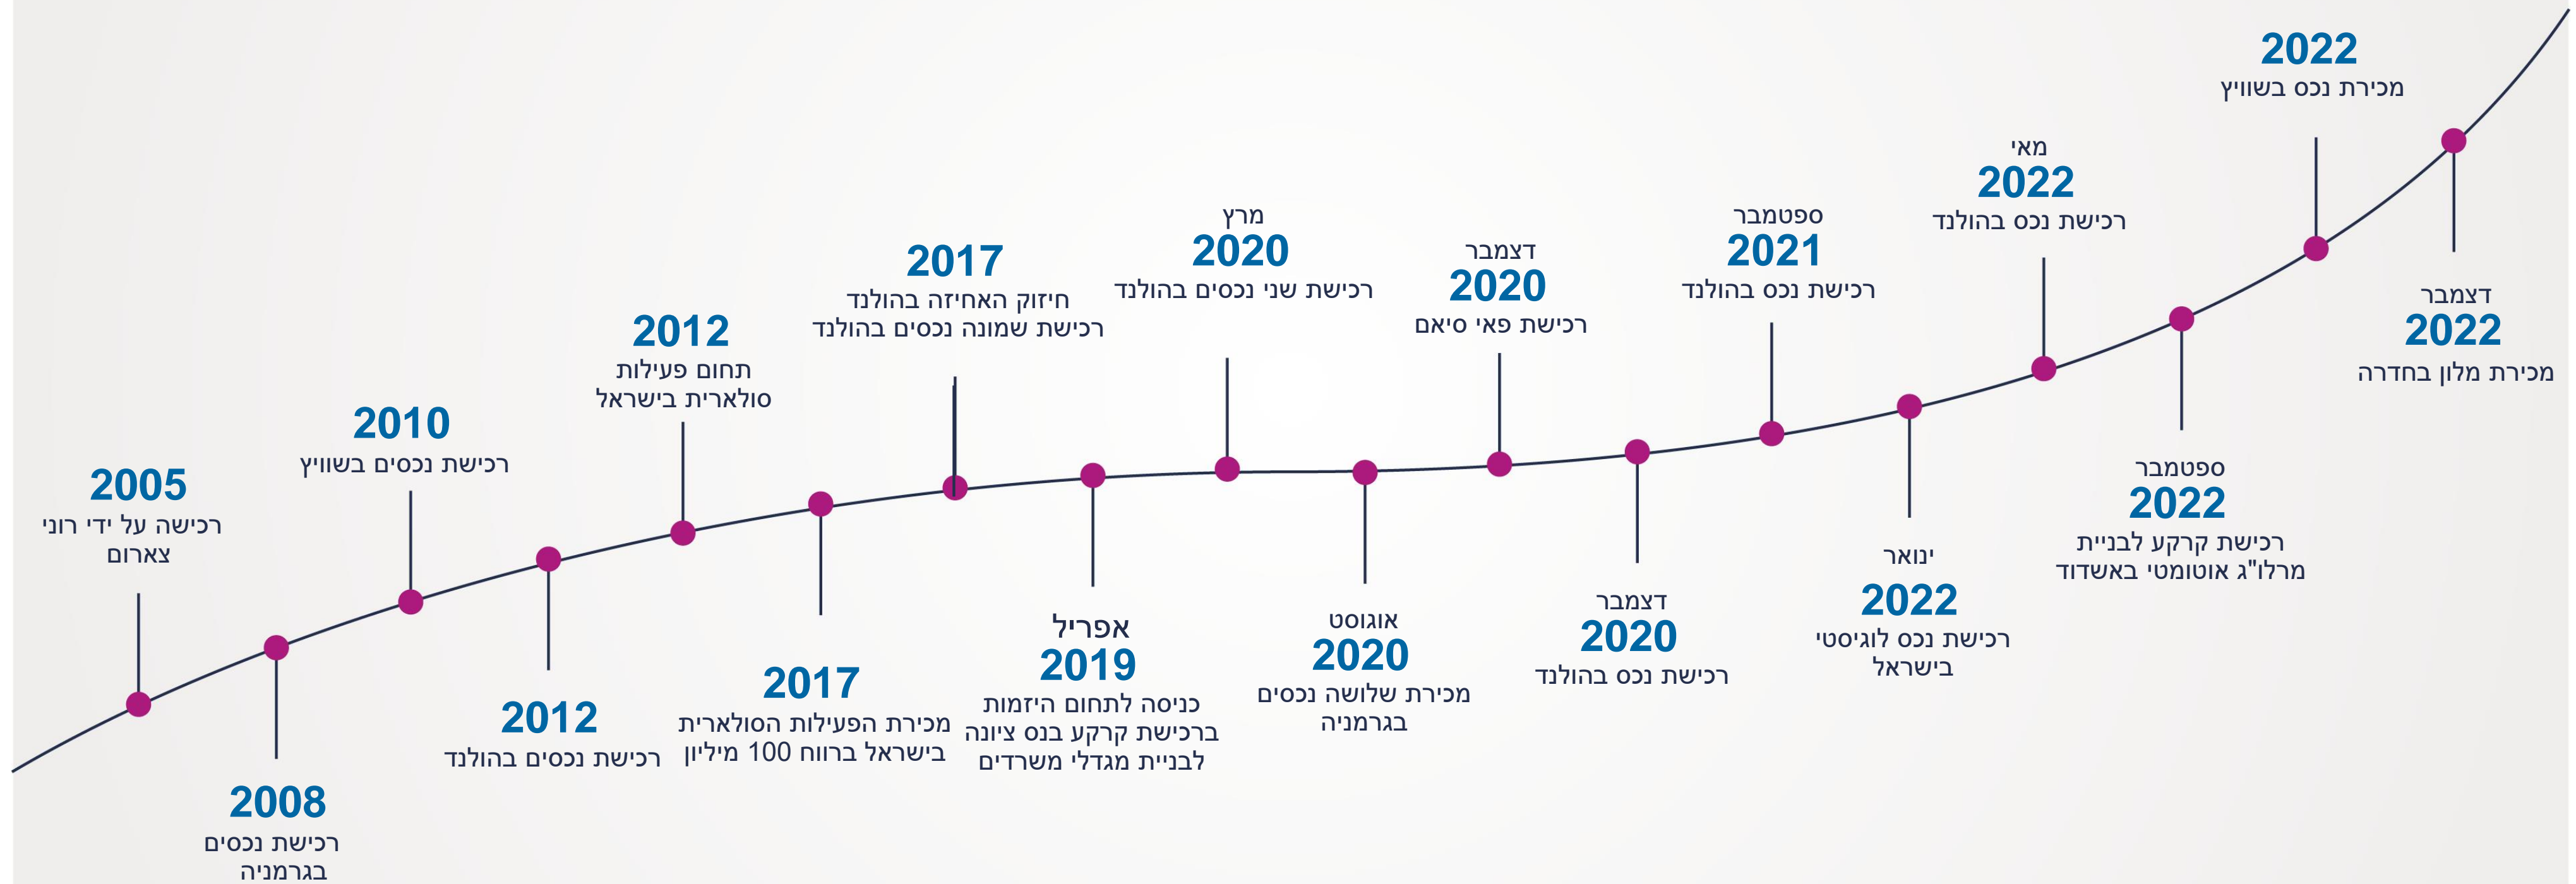 2005
רכישה על ידי רוני
צארום
2008
רכישת נכסים
בגרמניה
2010
רכישת נכסים בשוויץ
2012
רכישת נכסים בהולנד
2012
תחום פעילות
סולארית בישראל
2017
מכירת הפעילות הסולארית
בישראל ברווח 100 מיליון
2017
חיזוק האחיזה בהולנד
רכישת שמונה נכסים בהולנד
אפריל
2019
כניסה לתחום היזמות
ברכישת קרקע בנס ציונה
לבניית מגדלי משרדים
מרץ
2020
רכישת שני נכסים בהולנד
אוגוסט
2020
מכירת שלושה נכסים
בגרמניה
דצמבר
2020
רכישת פאי סיאם
דצמבר
2020
רכישת נכס בהולנד
ספטמבר
2021
רכישת נכס בהולנד
ינואר
2022
רכישת נכס לוגיסטי
בישראל
מאי
2022
רכישת נכס בהולנד
ספטמבר
2022
רכישת קרקע לבניית
מרלו"ג אוטומטי באשדוד
2022
מכירת נכס בשוויץ
דצמבר
2022
מכירת מלון בחדרה